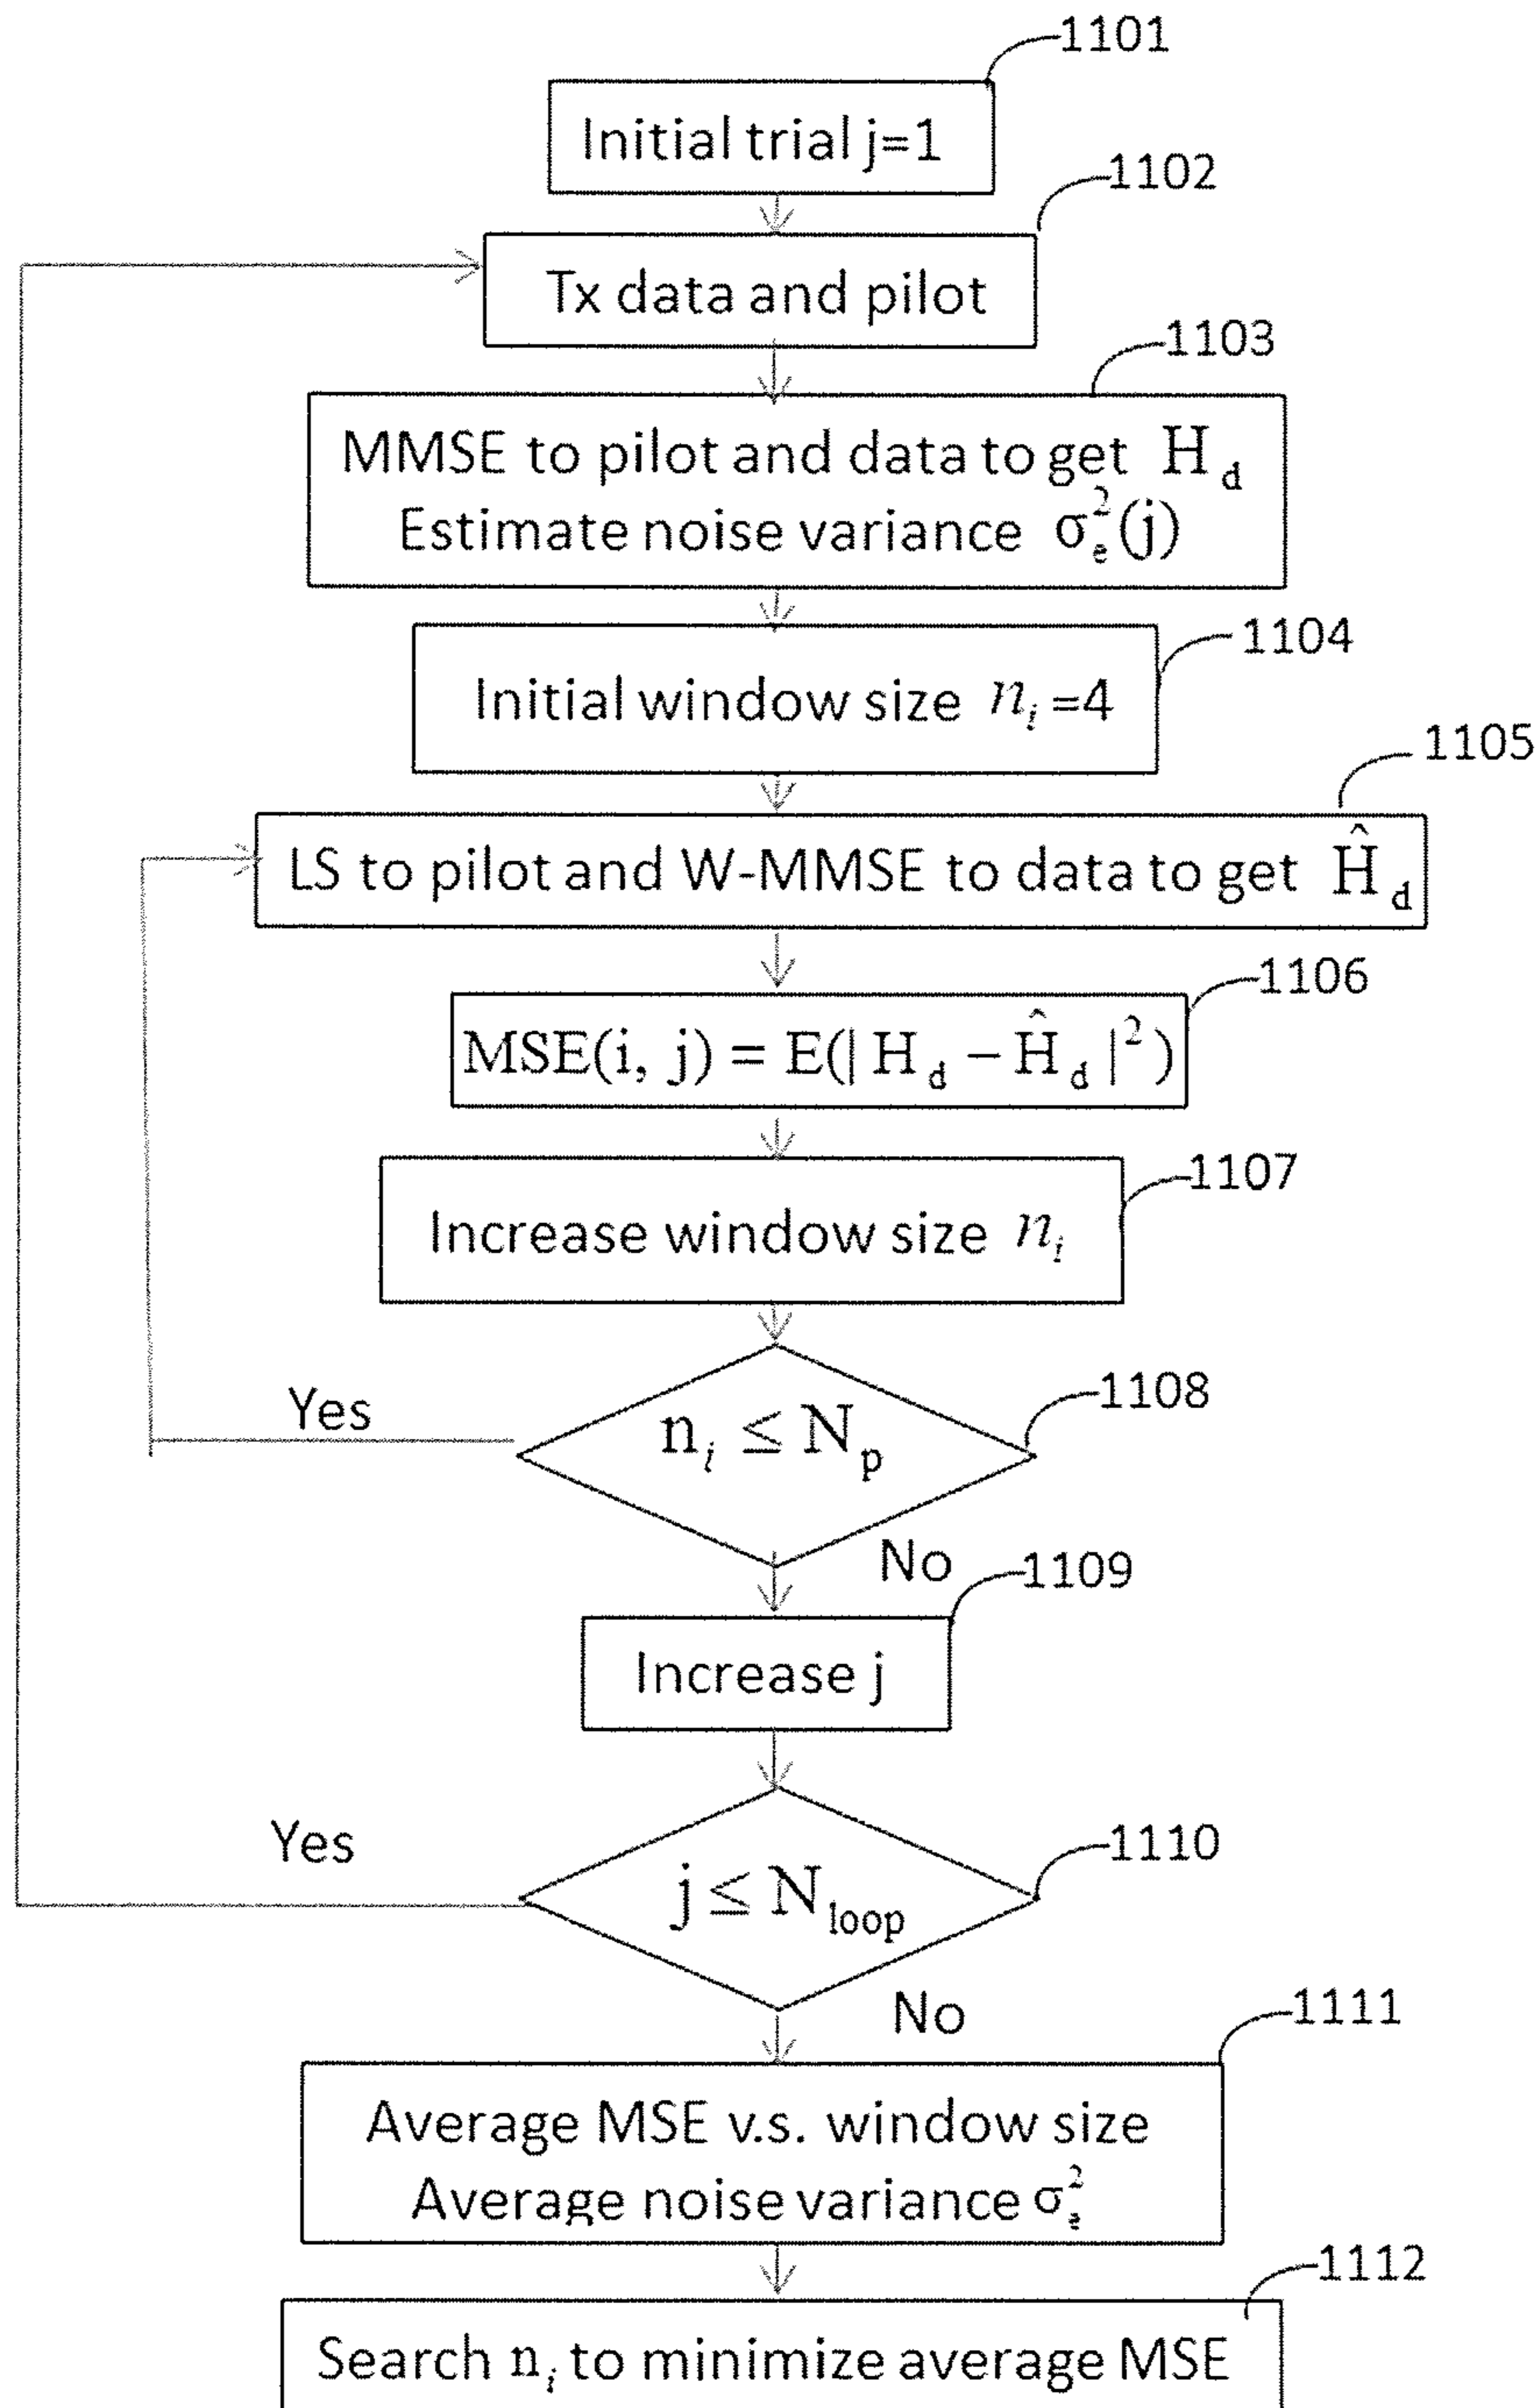 1101
Initial trial j=1
1102
Tx data and pilot
1103
MMSE to pilot and data to get H_d
Estimate noise variance σ_e^2(j)
1104
Initial window size n_i =4
1105
LS to pilot and W-MMSE to data to get Ĥ_d
1106
MSE(i, j) = E(| H_d − Ĥ_d |^2)
1107
Increase window size n_i
1108
Yes
n_i ≤ N_p
No
1109
Increase j
1110
Yes
j ≤ N_loop
No
1111
Average MSE v.s. window size
Average noise variance σ_e^2
1112
Search n_i to minimize average MSE